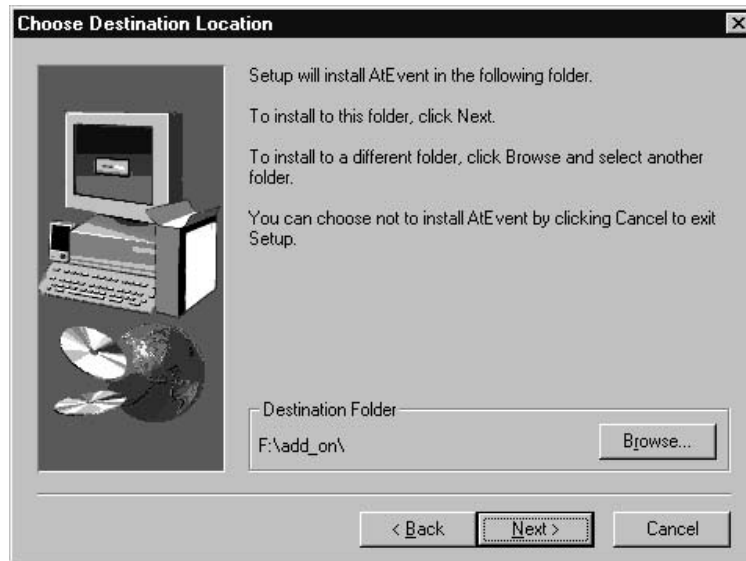 Choose Destination Location
Setup will install AtEvent in the following folder.
To install to this folder, click Next.
To install to a different folder, click Browse and select another
folder.
You can choose not to install AtEvent by clicking Cancel to exit
Setup.
Destination Folder
F:\add_on\
Browse...
< Back
Next >
Cancel